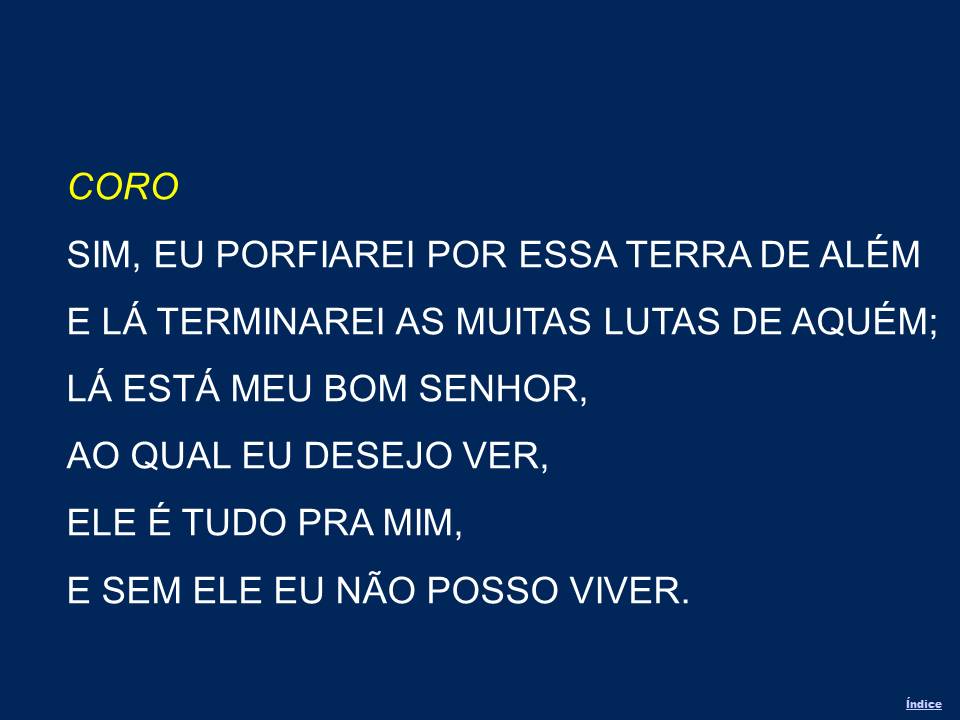 CORO
SIM, EU PORFIAREI POR ESSA TERRA DE ALÉM
E LÁ TERMINAREI AS MUITAS LUTAS DE AQUÉM;
LÁ ESTÁ MEU BOM SENHOR,
AO QUAL EU DESEJO VER,
ELE É TUDO PRA MIM,
E SEM ELE EU NÃO POSSO VIVER.
Índice